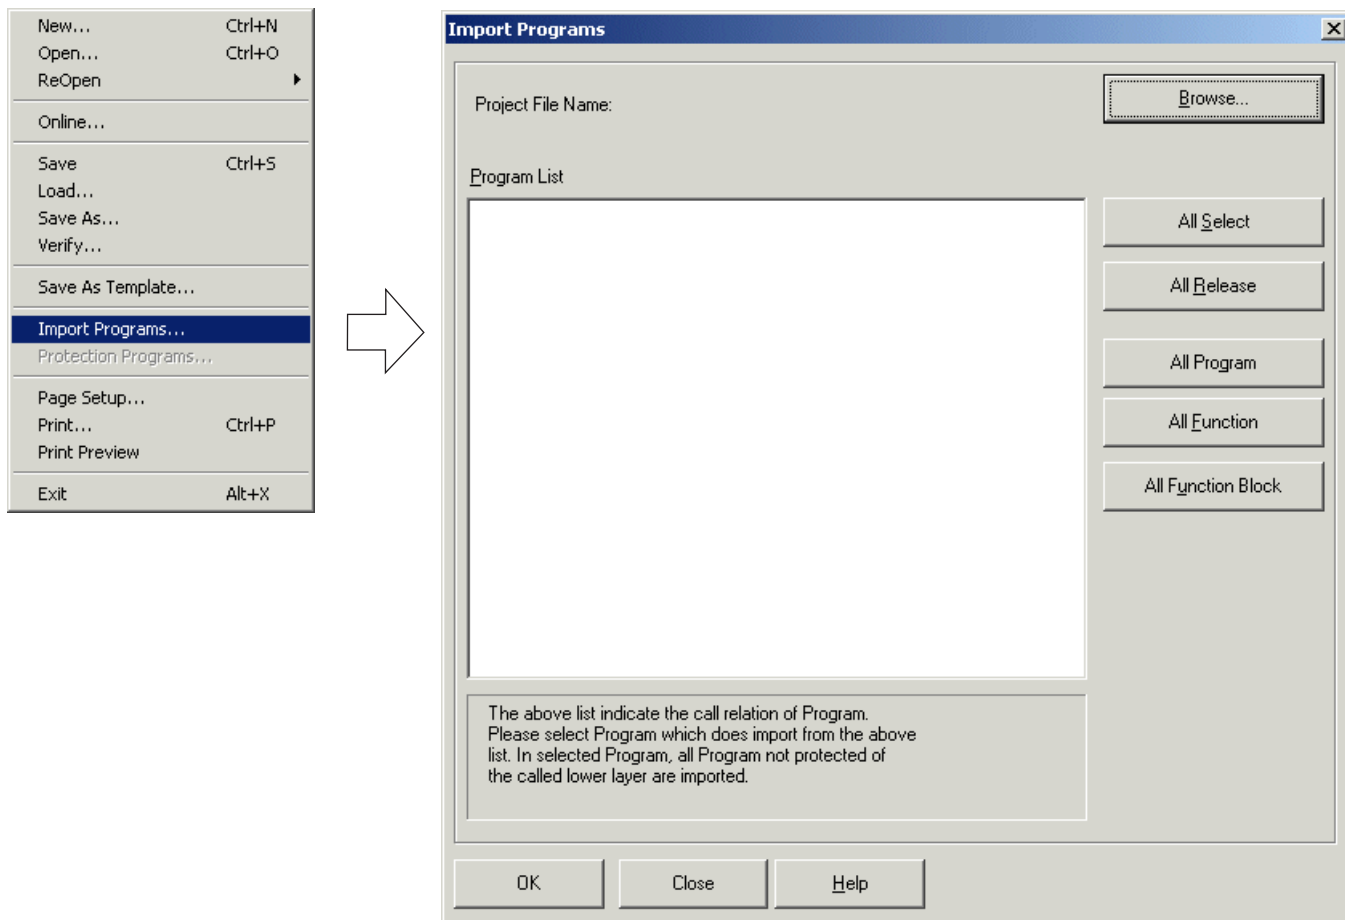 New... Ctrl+N
Open... Ctrl+O
ReOpen
Online...
Save Ctrl+S
Load...
Save As...
Verify...
Save As Template...
Import Programs...
Protection Programs...
Page Setup...
Print... Ctrl+P
Print Preview
Exit Alt+X
Import Programs
Project File Name:
Browse...
Program List
All Select
All Release
All Program
All Function
All Function Block
The above list indicate the call relation of Program.
Please select Program which does import from the above
list. In selected Program, all Program not protected of
the called lower layer are imported.
OK Close Help